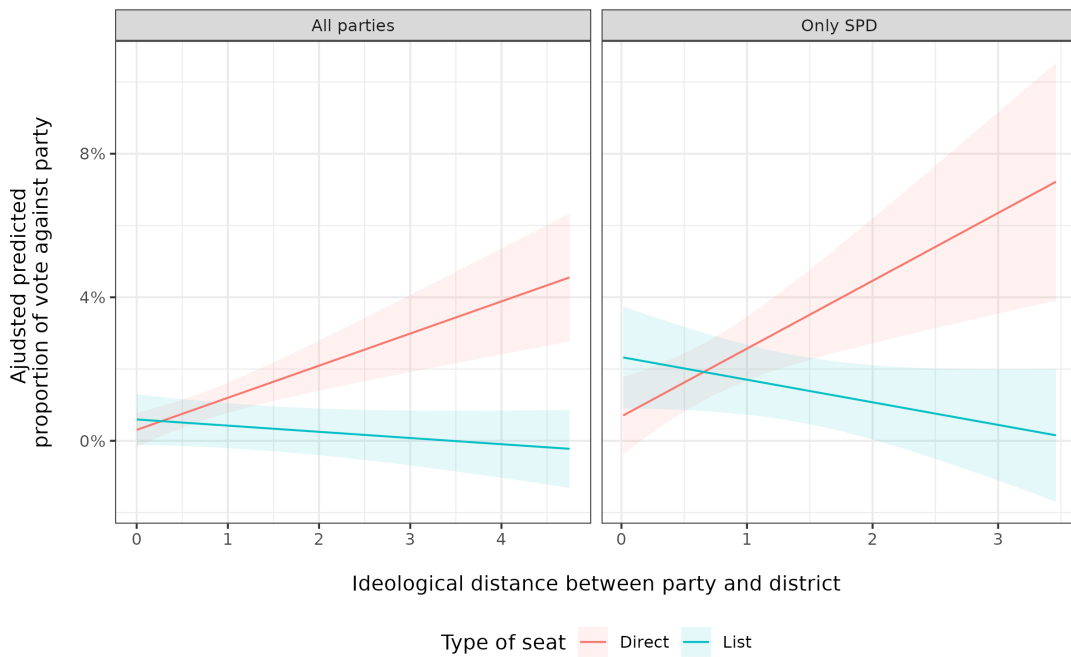 All parties
Only SPD
Ajudsted predicted
proportion of vote against party
8%
4%
0%
0 1 2 3 4
0 1 2 3
Ideological distance between party and district
Type of seat Direct List